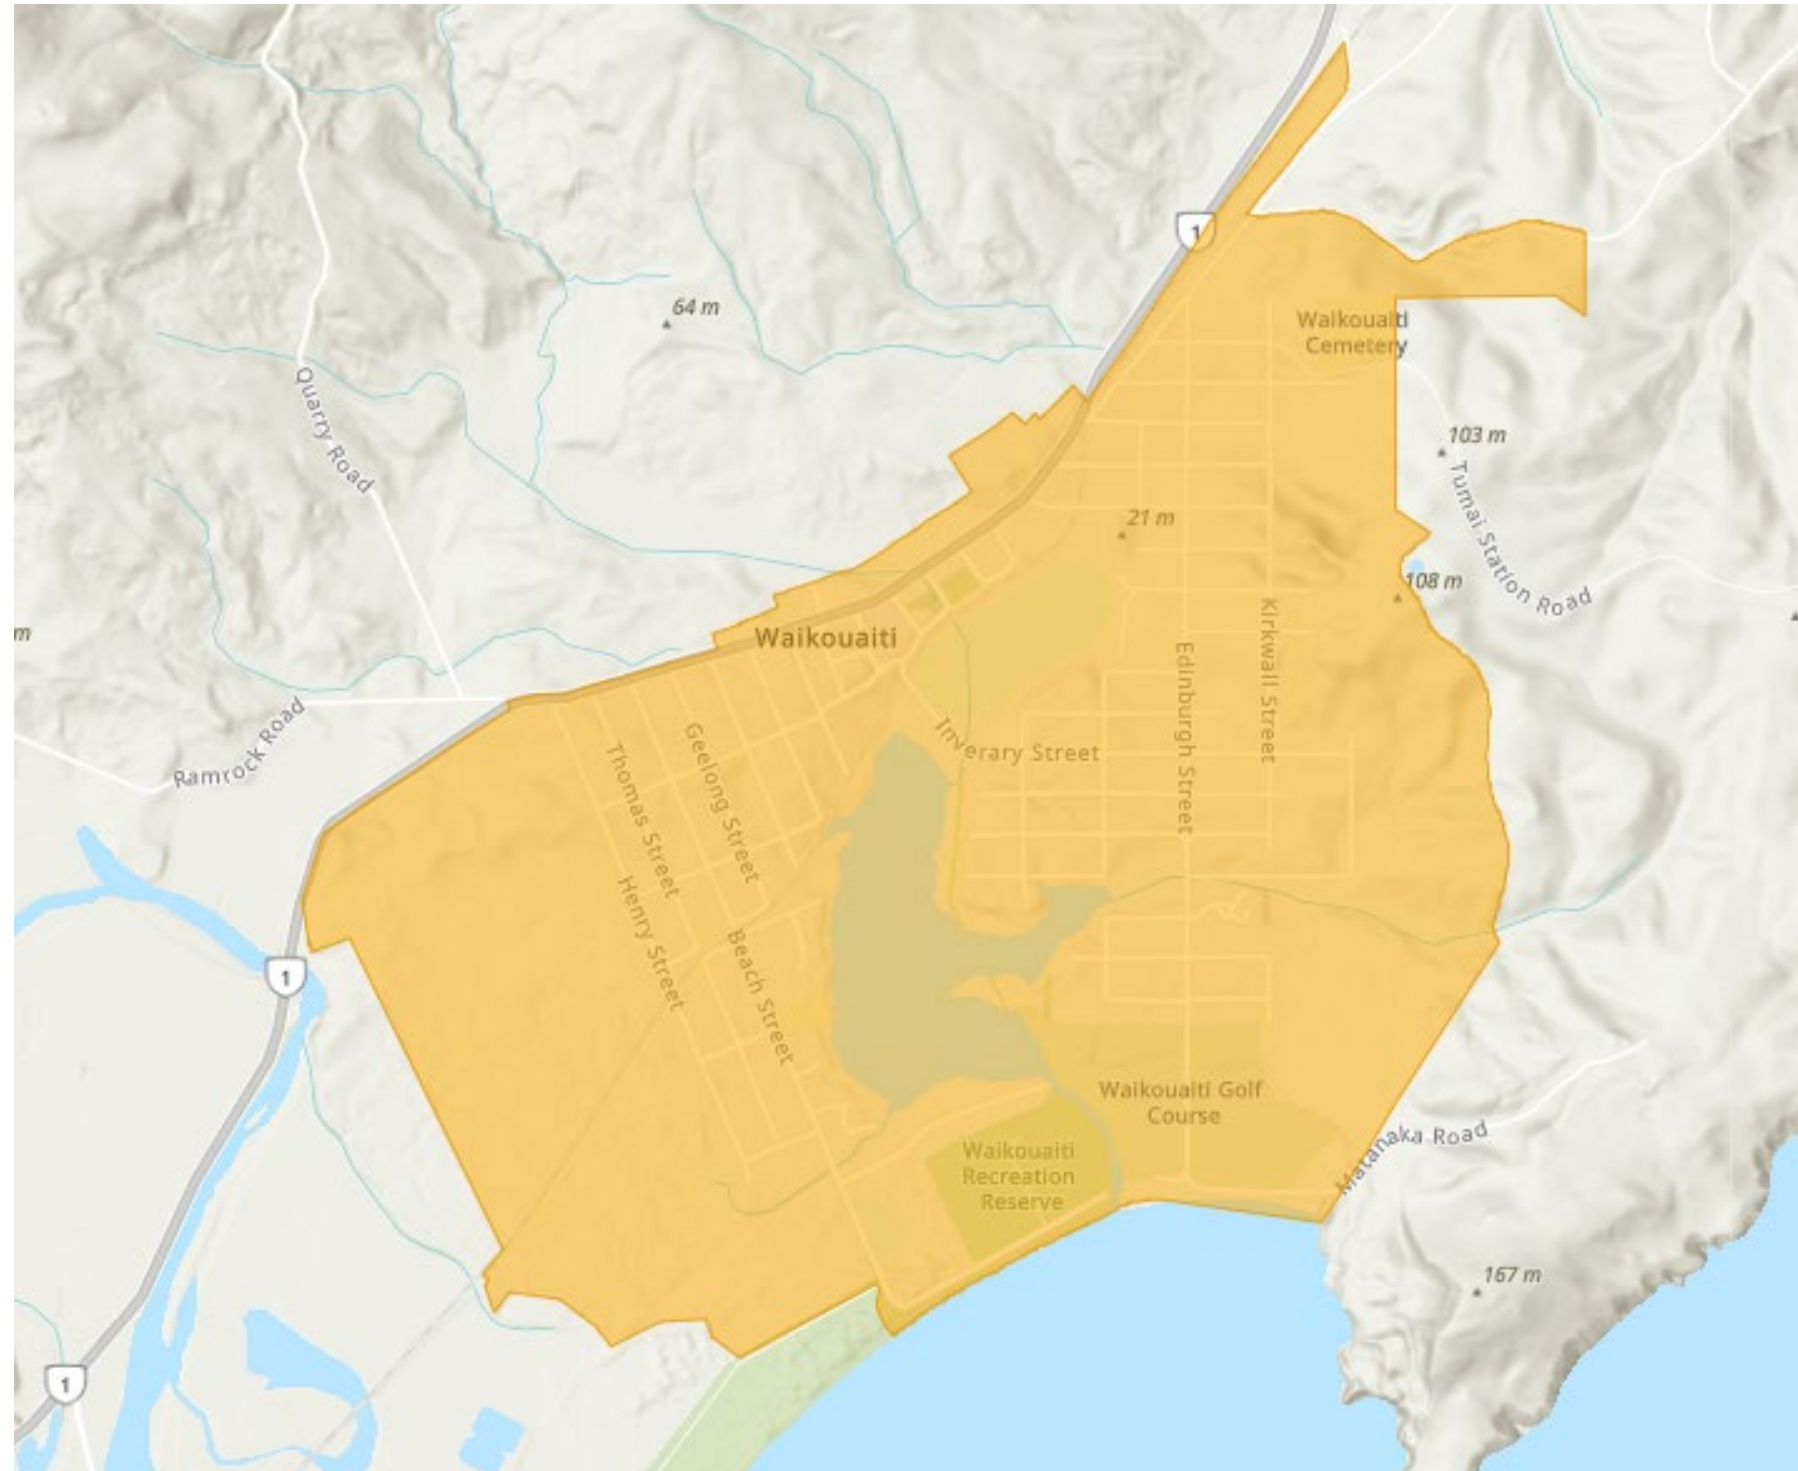 1
64 m
Waikouaiti
Cemetery
Quarry Road
103 m
Tumai Station Road
21 m
108 m
m
Waikouaiti
Kirkwall Street
Edinburgh Street
Ramrock Road
Geelong Street
Inverary Street
Thomas Street
Henry Street
Beach Street
1
Waikouaiti Golf
Course
Matanaka Road
Waikouaiti
Recreation
Reserve
167 m
1